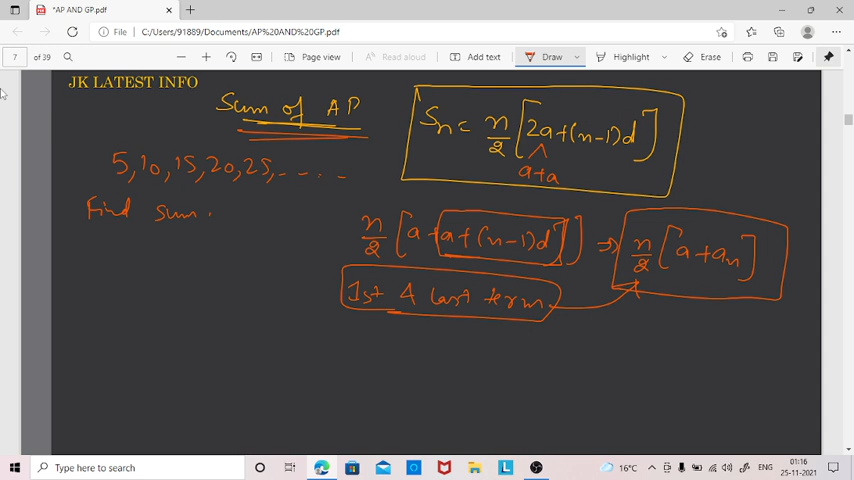 *AP AND GP.pdf
File C:/Users/91889/Documents/AP%20AND%20GP.pdf
7 of 39 Page view Read aloud Add text Draw Highlight Erase
JK LATEST INFO
Sum of AP
Sn = n/2 [2a+(n-1)d]
a+a
5, 10, 15, 20, 25, - - - -
Find sum.
n/2 [a+a+(n-1)d] ⇒ n/2 [a+an]
1st 4 last term
Type here to search
L
16°C ENG 01:16
25-11-2021